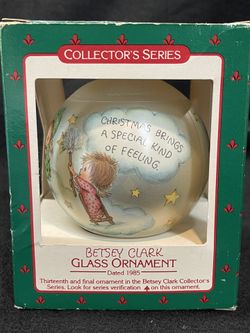 COLLECTOR'S SERIES
CHRISTMAS BRINGS
A SPECIAL KIND
OF FEELING.
BETSEY CLARK
GLASS ORNAMENT
Dated 1985
Thirteenth and final ornament in the Betsey Clark Collector's
Series. Look for series verification on this ornament.